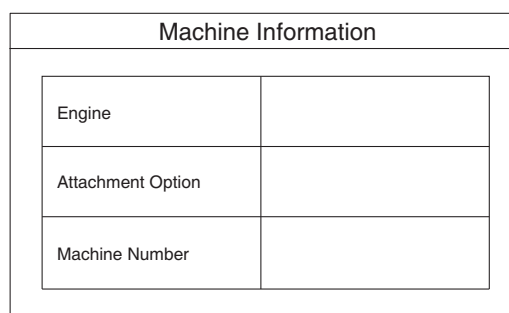 Machine Information
Engine
Attachment Option
Machine Number